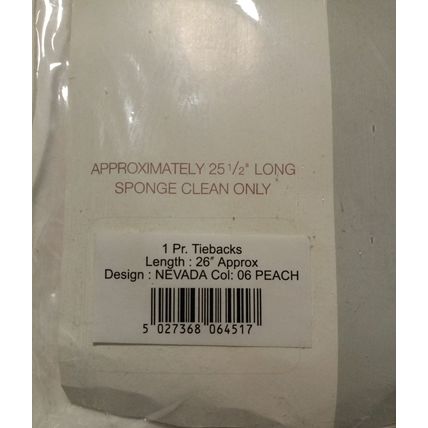 APPROXIMATELY 25 1/2" LONG
SPONGE CLEAN ONLY
1 Pr. Tiebacks
Length : 26" Approx
Design : NEVADA Col: 06 PEACH
5 027368 064517